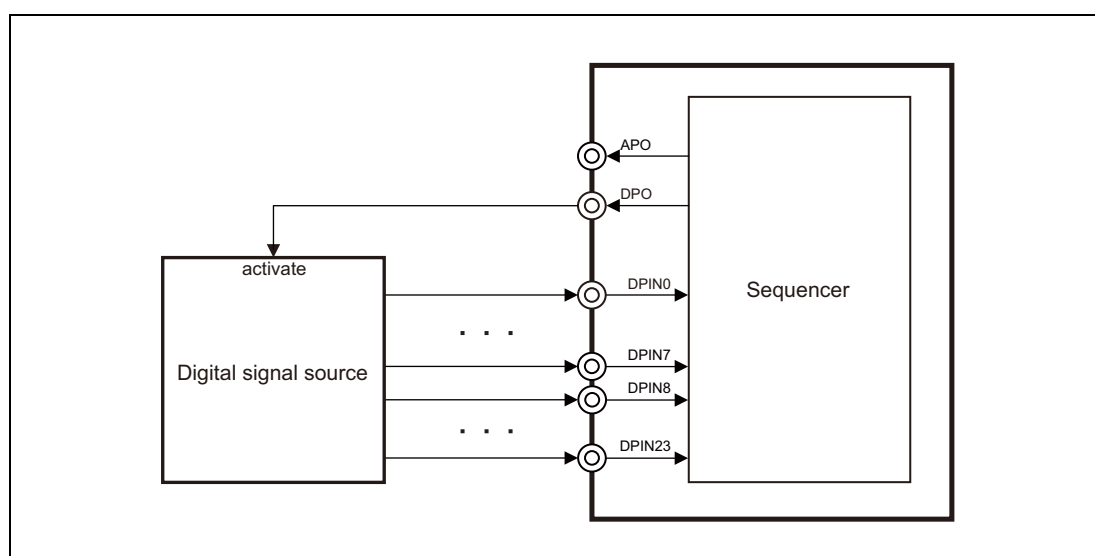 APO
DPO
activate
DPIN0
Sequencer
. . .
DPIN7
Digital signal source
DPIN8
. . .
DPIN23